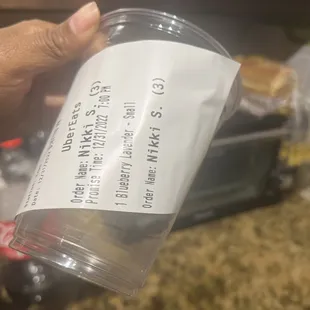 UberEats
Order Name: Nikki S. (3)
Promise Time: 12/31/2022 7:00 PM
1 Blueberry Lavender - Small
Order Name: Nikki S. (3)